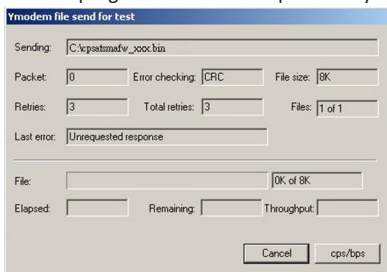 Ymodem file send for test
Sending: C:\cpsatsmafw_xxx.bin
Packet: 0 Error checking: CRC File size: 8K
Retries: 3 Total retries: 3 Files: 1 of 1
Last error: Unrequested response
File: 0K of 8K
Elapsed: Remaining: Throughput:
Cancel cps/bps